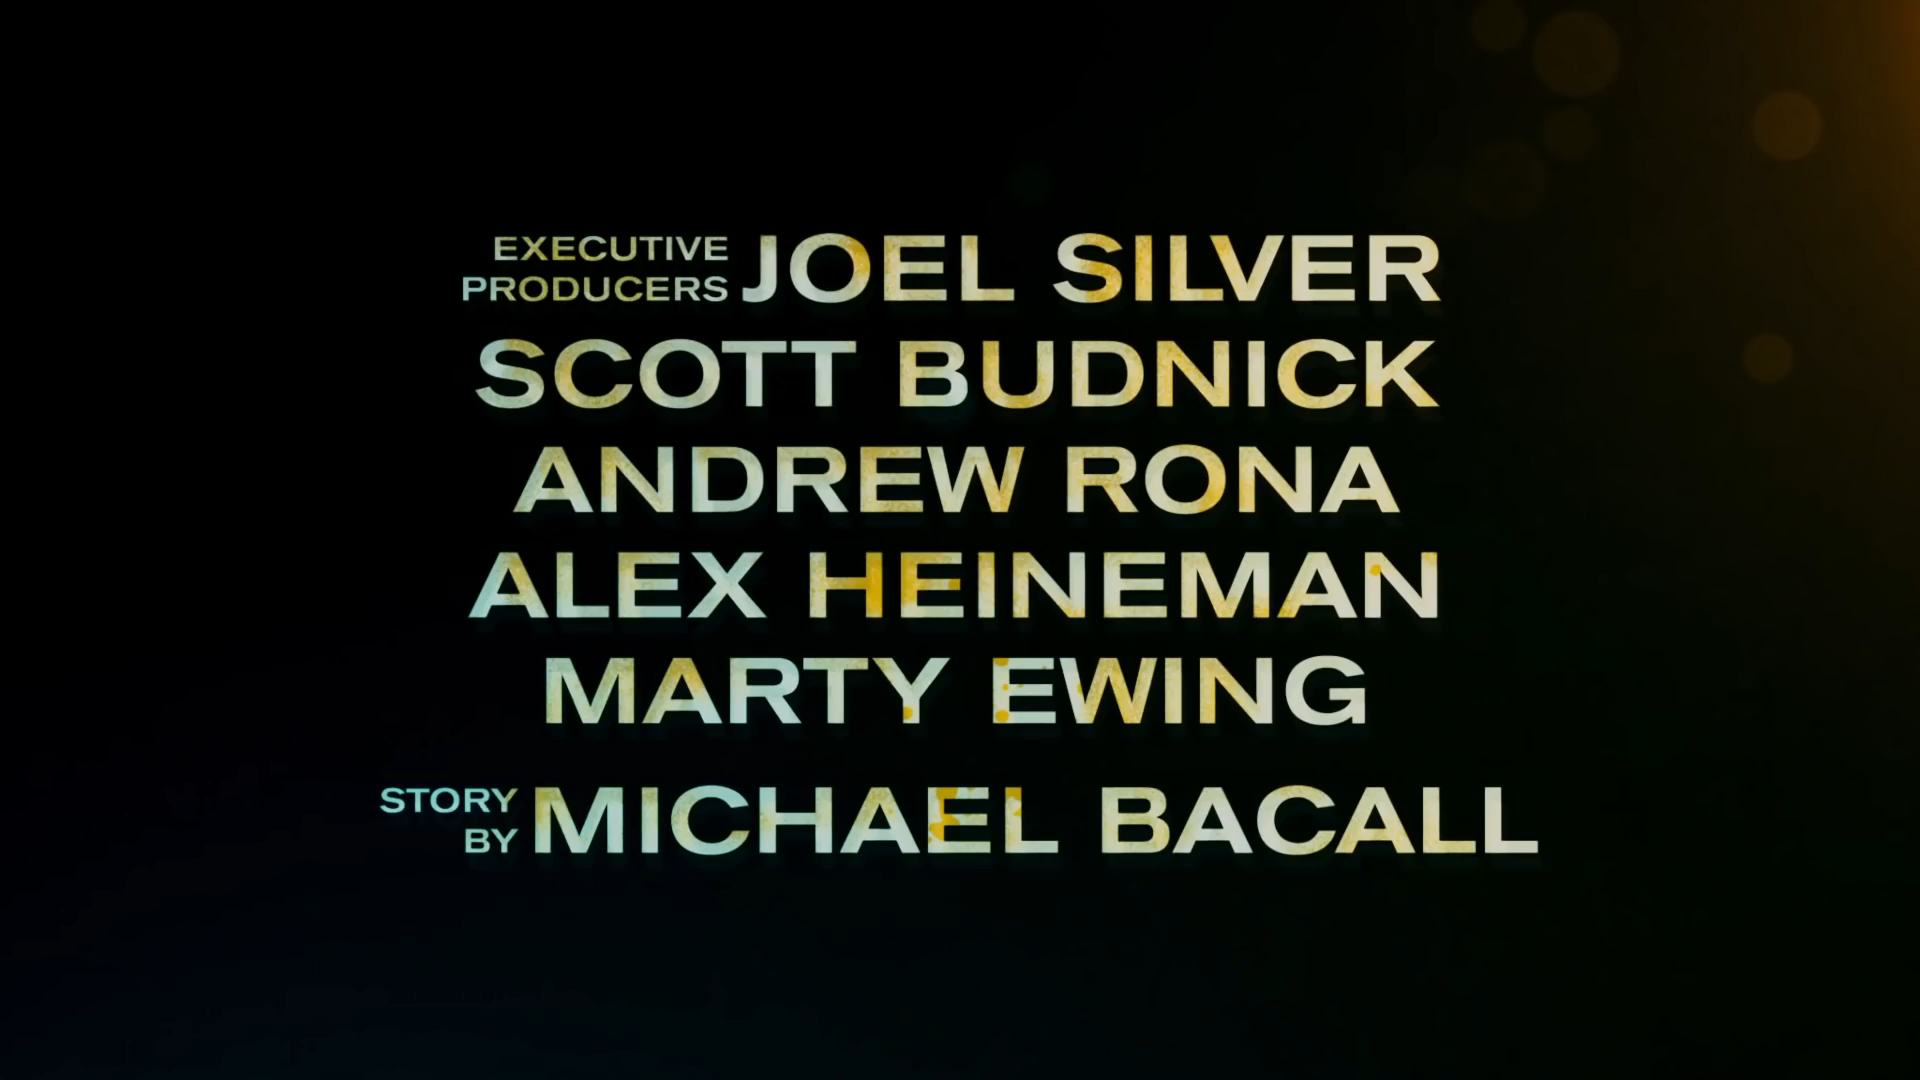 EXECUTIVE
PRODUCERS JOEL SILVER
SCOTT BUDNICK
ANDREW RONA
ALEX HEINEMAN
MARTY EWING
STORY
BY MICHAEL BACALL